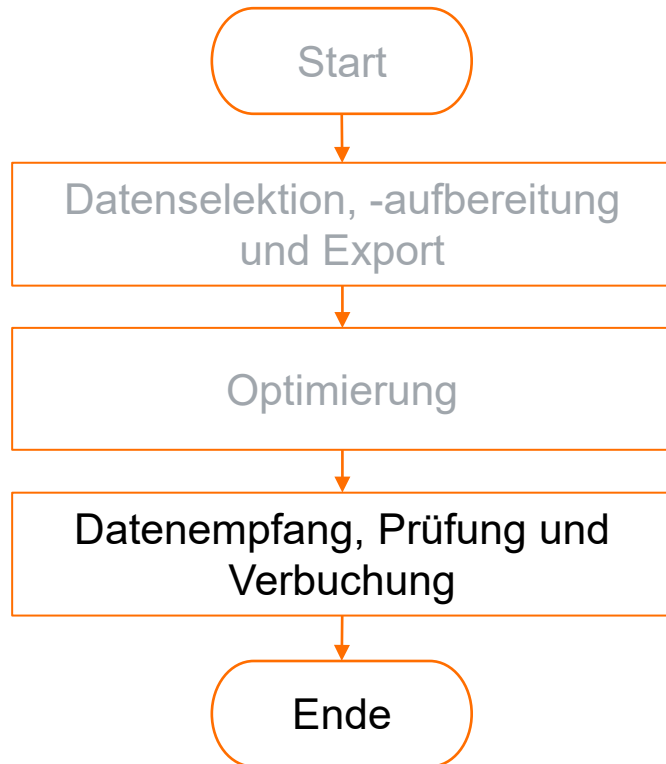 Start
Datenselektion, -aufbereitung
und Export
Optimierung
Datenempfang, Prüfung und
Verbuchung
Ende